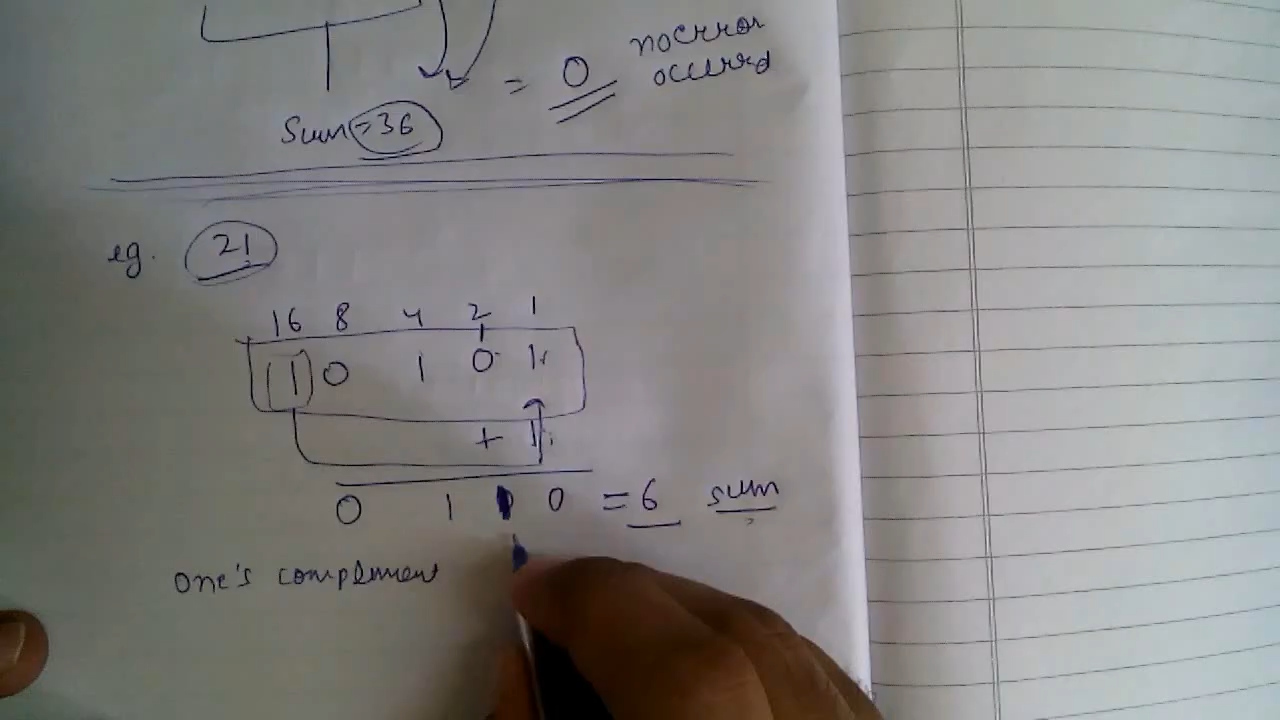 no error
= 0 occurrd
Sum = 36
eg. 21
16 8 4 2 1
1 0 1 0 1
+ 1
0 1 1 0 = 6 sum
one's complement